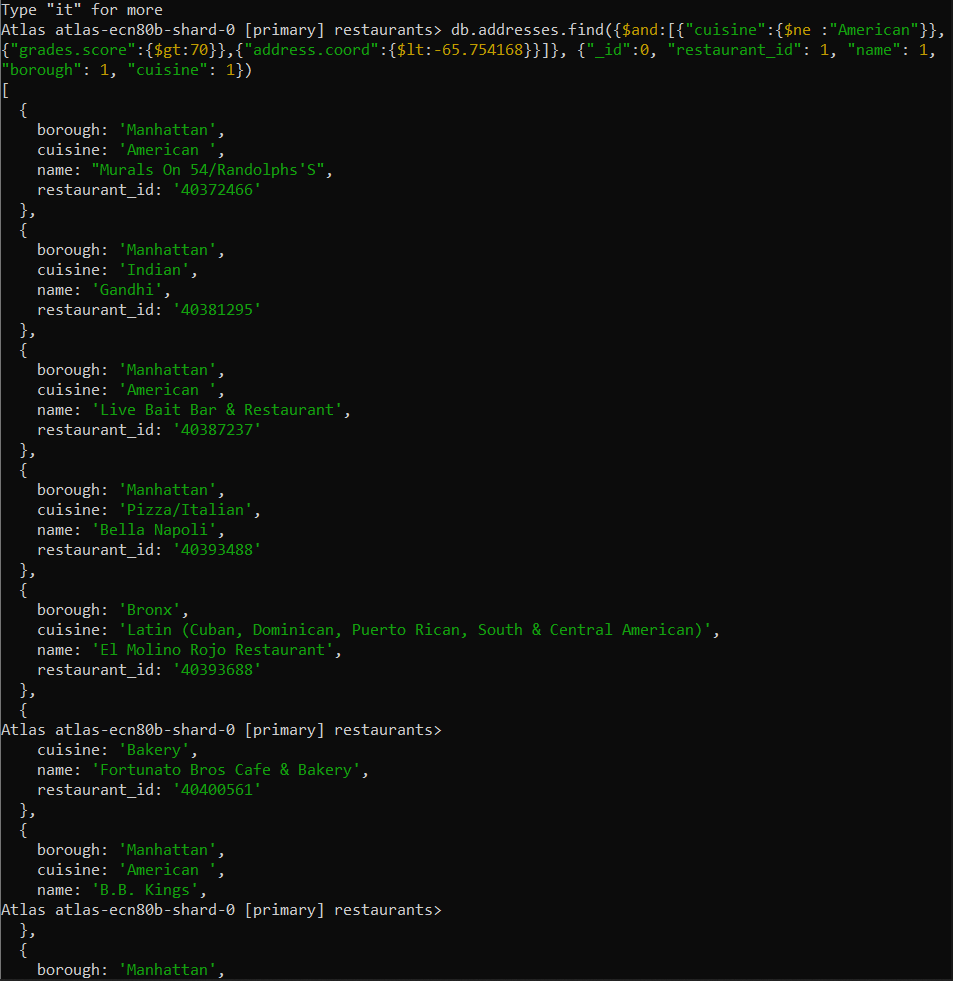 Type "it" for more
Atlas atlas-ecn80b-shard-0 [primary] restaurants> db.addresses.find({$and:[{"cuisine":{$ne :"American"}},
{"grades.score":{$gt:70}},{"address.coord":{$lt:-65.754168}}]}, {"_id":0, "restaurant_id": 1, "name": 1,
"borough": 1, "cuisine": 1})
[
  {
    borough: 'Manhattan',
    cuisine: 'American ',
    name: "Murals On 54/Randolphs'S",
    restaurant_id: '40372466'
  },
  {
    borough: 'Manhattan',
    cuisine: 'Indian',
    name: 'Gandhi',
    restaurant_id: '40381295'
  },
  {
    borough: 'Manhattan',
    cuisine: 'American ',
    name: 'Live Bait Bar & Restaurant',
    restaurant_id: '40387237'
  },
  {
    borough: 'Manhattan',
    cuisine: 'Pizza/Italian',
    name: 'Bella Napoli',
    restaurant_id: '40393488'
  },
  {
    borough: 'Bronx',
    cuisine: 'Latin (Cuban, Dominican, Puerto Rican, South & Central American)',
    name: 'El Molino Rojo Restaurant',
    restaurant_id: '40393688'
  },
  {
Atlas atlas-ecn80b-shard-0 [primary] restaurants>
    cuisine: 'Bakery',
    name: 'Fortunato Bros Cafe & Bakery',
    restaurant_id: '40400561'
  },
  {
    borough: 'Manhattan',
    cuisine: 'American ',
    name: 'B.B. Kings',
Atlas atlas-ecn80b-shard-0 [primary] restaurants>
  },
  {
    borough: 'Manhattan',